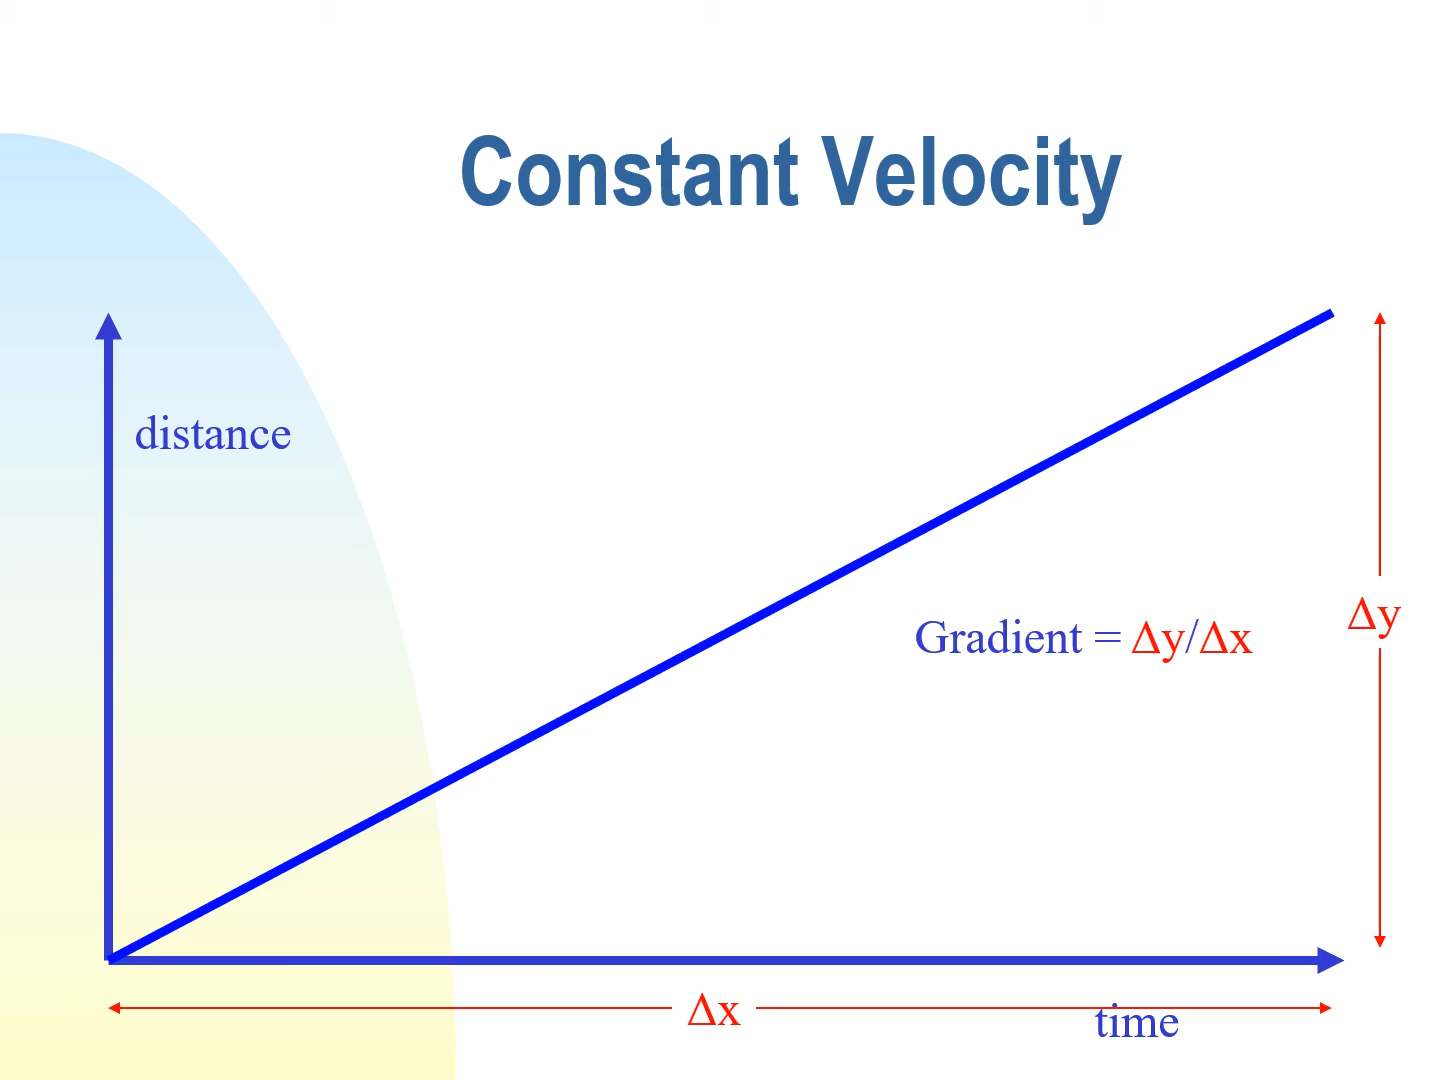 Constant Velocity
distance
Gradient = Δy/Δx
Δy
Δx
time